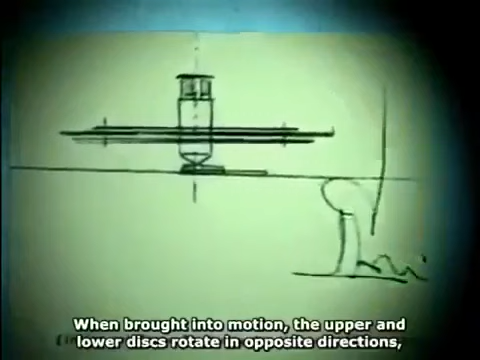 When brought into motion, the upper and
lower discs rotate in opposite directions,